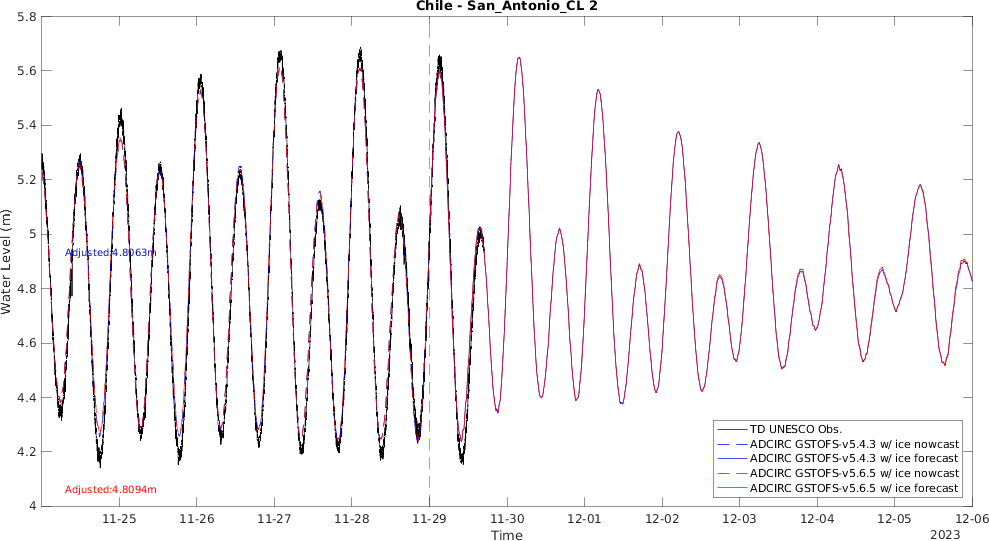 Chile - San_Antonio_CL 2
5.8
5.6
5.4
5.2
5
4.8
4.6
4.4
4.2
4
Water Level (m)
Adjusted:4.8063m
Adjusted:4.8094m
TD UNESCO Obs.
ADCIRC GSTOFS-v5.4.3 w/ ice nowcast
ADCIRC GSTOFS-v5.4.3 w/ ice forecast
ADCIRC GSTOFS-v5.6.5 w/ ice nowcast
ADCIRC GSTOFS-v5.6.5 w/ ice forecast
11-25 11-26 11-27 11-28 11-29 11-30 12-01 12-02 12-03 12-04 12-05 12-06
Time
2023